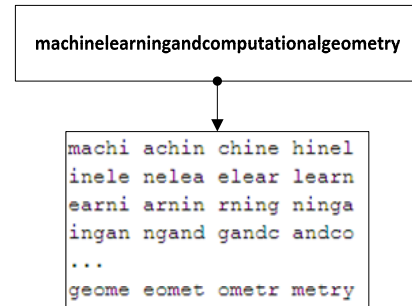 machinelearningandcomputationalgeometry
machi achin chine hinel
inele nelea elear learn
earni arnin rning ninga
ingan ngand gandc andco
...
geome eomet ometr metry